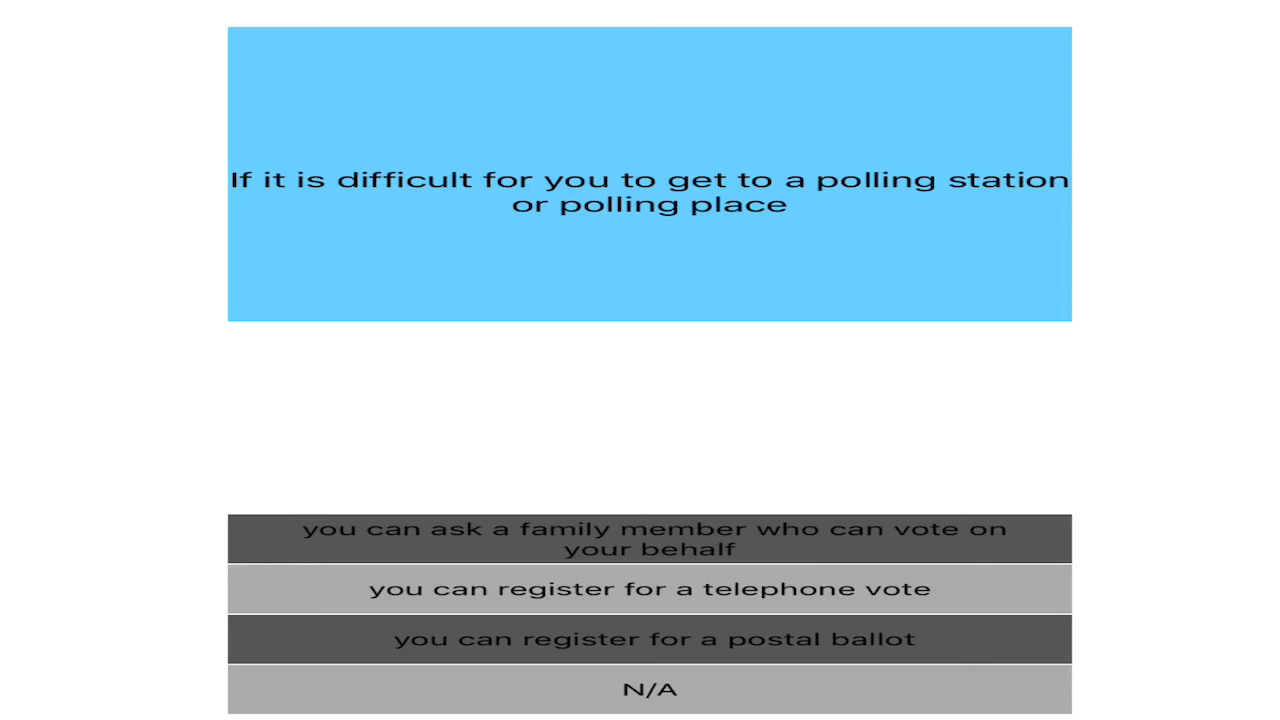 If it is difficult for you to get to a polling station
or polling place
you can ask a family member who can vote on
your behalf
you can register for a telephone vote
you can register for a postal ballot
N/A